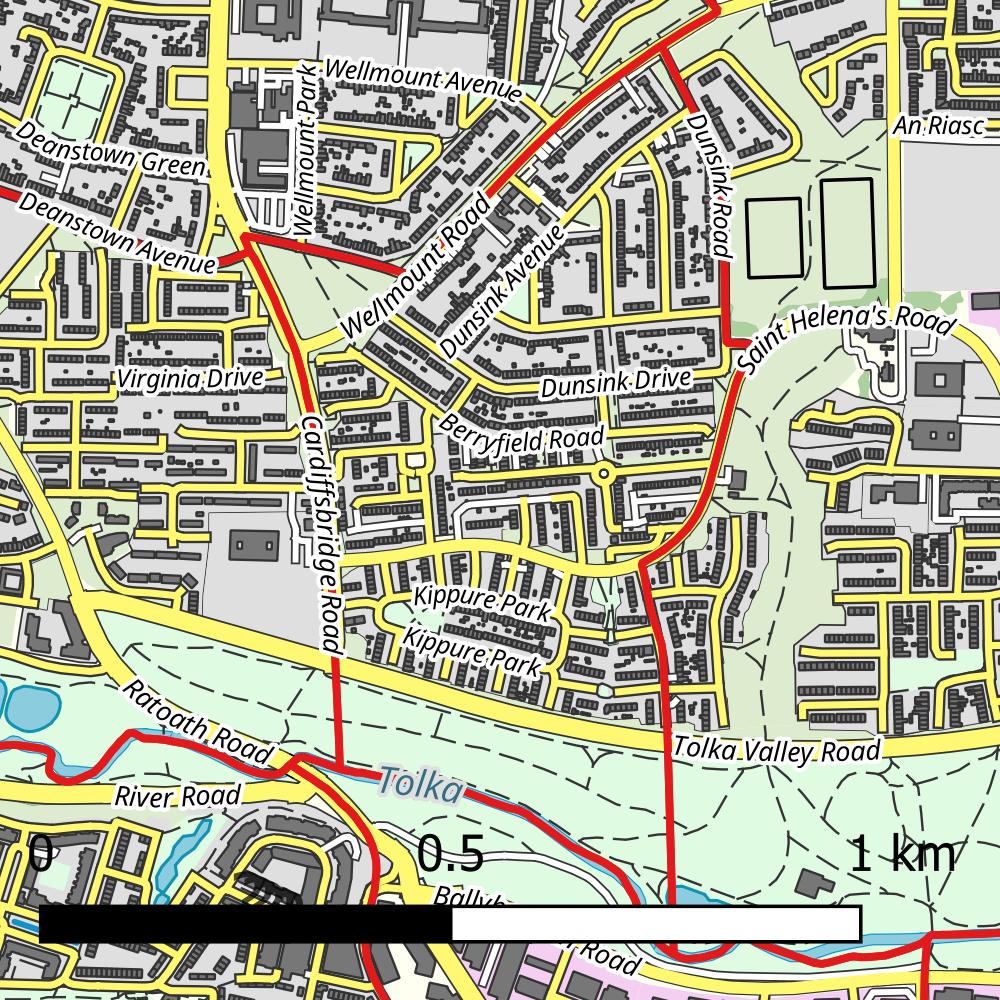 Wellmount Avenue
Wellmount Park
An Riasc
Deanstown Green
Dunsink Road
Deanstown Avenue
Wellmount Road
Dunsink Avenue
Saint Helena's Road
Virginia Drive
Dunsink Drive
Berryfield Road
Cardiffsbridge Road
Kippure Park
Kippure Park
Ratoath Road
Tolka Valley Road
Tolka
River Road
0
0.5
1 km
Road